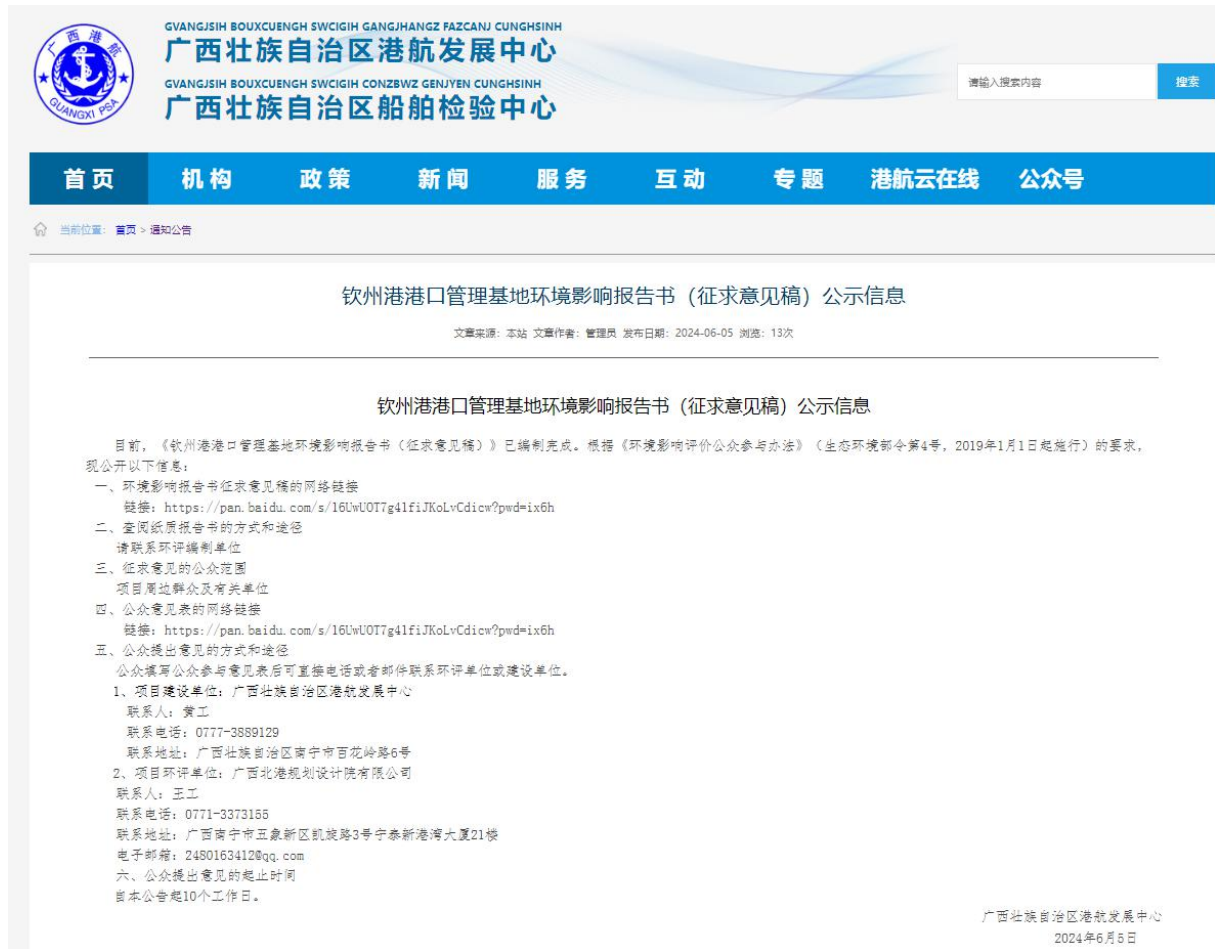 西港航
GUANGXI PSA
GVANGJSIH BOUXCUENGH SWCIGIH GANGJHANGZ FAZCANJ CUNGHSINH
广西壮族自治区港航发展中心
GVANGJSIH BOUXCUENGH SWCIGIH CONZBWZ GENJYEN CUNGHSINH
广西壮族自治区船舶检验中心
请输入搜索内容
搜索
首页 机构 政策 新闻 服务 互动 专题 港航云在线 公众号
当前位置: 首页 > 通知公告
钦州港港口管理基地环境影响报告书（征求意见稿）公示信息
文章来源: 本站 文章作者: 管理员 发布日期: 2024-06-05 浏览: 13次
钦州港港口管理基地环境影响报告书（征求意见稿）公示信息
目前，《钦州港港口管理基地环境影响报告书（征求意见稿）》已编制完成。根据《环境影响评价公众参与办法》（生态环境部令第4号，2019年1月1日起施行）的要求，
现公开以下信息：
一、环境影响报告书征求意见稿的网络链接
链接：https://pan.baidu.com/s/16UwUOT7g41fiJKoLvCdicw?pwd=ix6h
二、查阅纸质报告书的方式和途径
请联系环评编制单位
三、征求意见的公众范围
项目周边群众及有关单位
四、公众意见表的网络链接
链接：https://pan.baidu.com/s/16UwUOT7g41fiJKoLvCdicw?pwd=ix6h
五、公众提出意见的方式和途径
公众填写公众参与意见表后可直接电话或者邮件联系环评单位或建设单位。
1、项目建设单位：广西壮族自治区港航发展中心
联系人：黄工
联系电话：0777-3889129
联系地址：广西壮族自治区南宁市百花岭路6号
2、项目环评单位：广西北港规划设计院有限公司
联系人：王工
联系电话：0771-3373155
联系地址：广西南宁市五象新区凯旋路3号宁泰新港湾大厦21楼
电子邮箱：2480163412@qq.com
六、公众提出意见的起止时间
自本公告起10个工作日。
广西壮族自治区港航发展中心
2024年6月5日